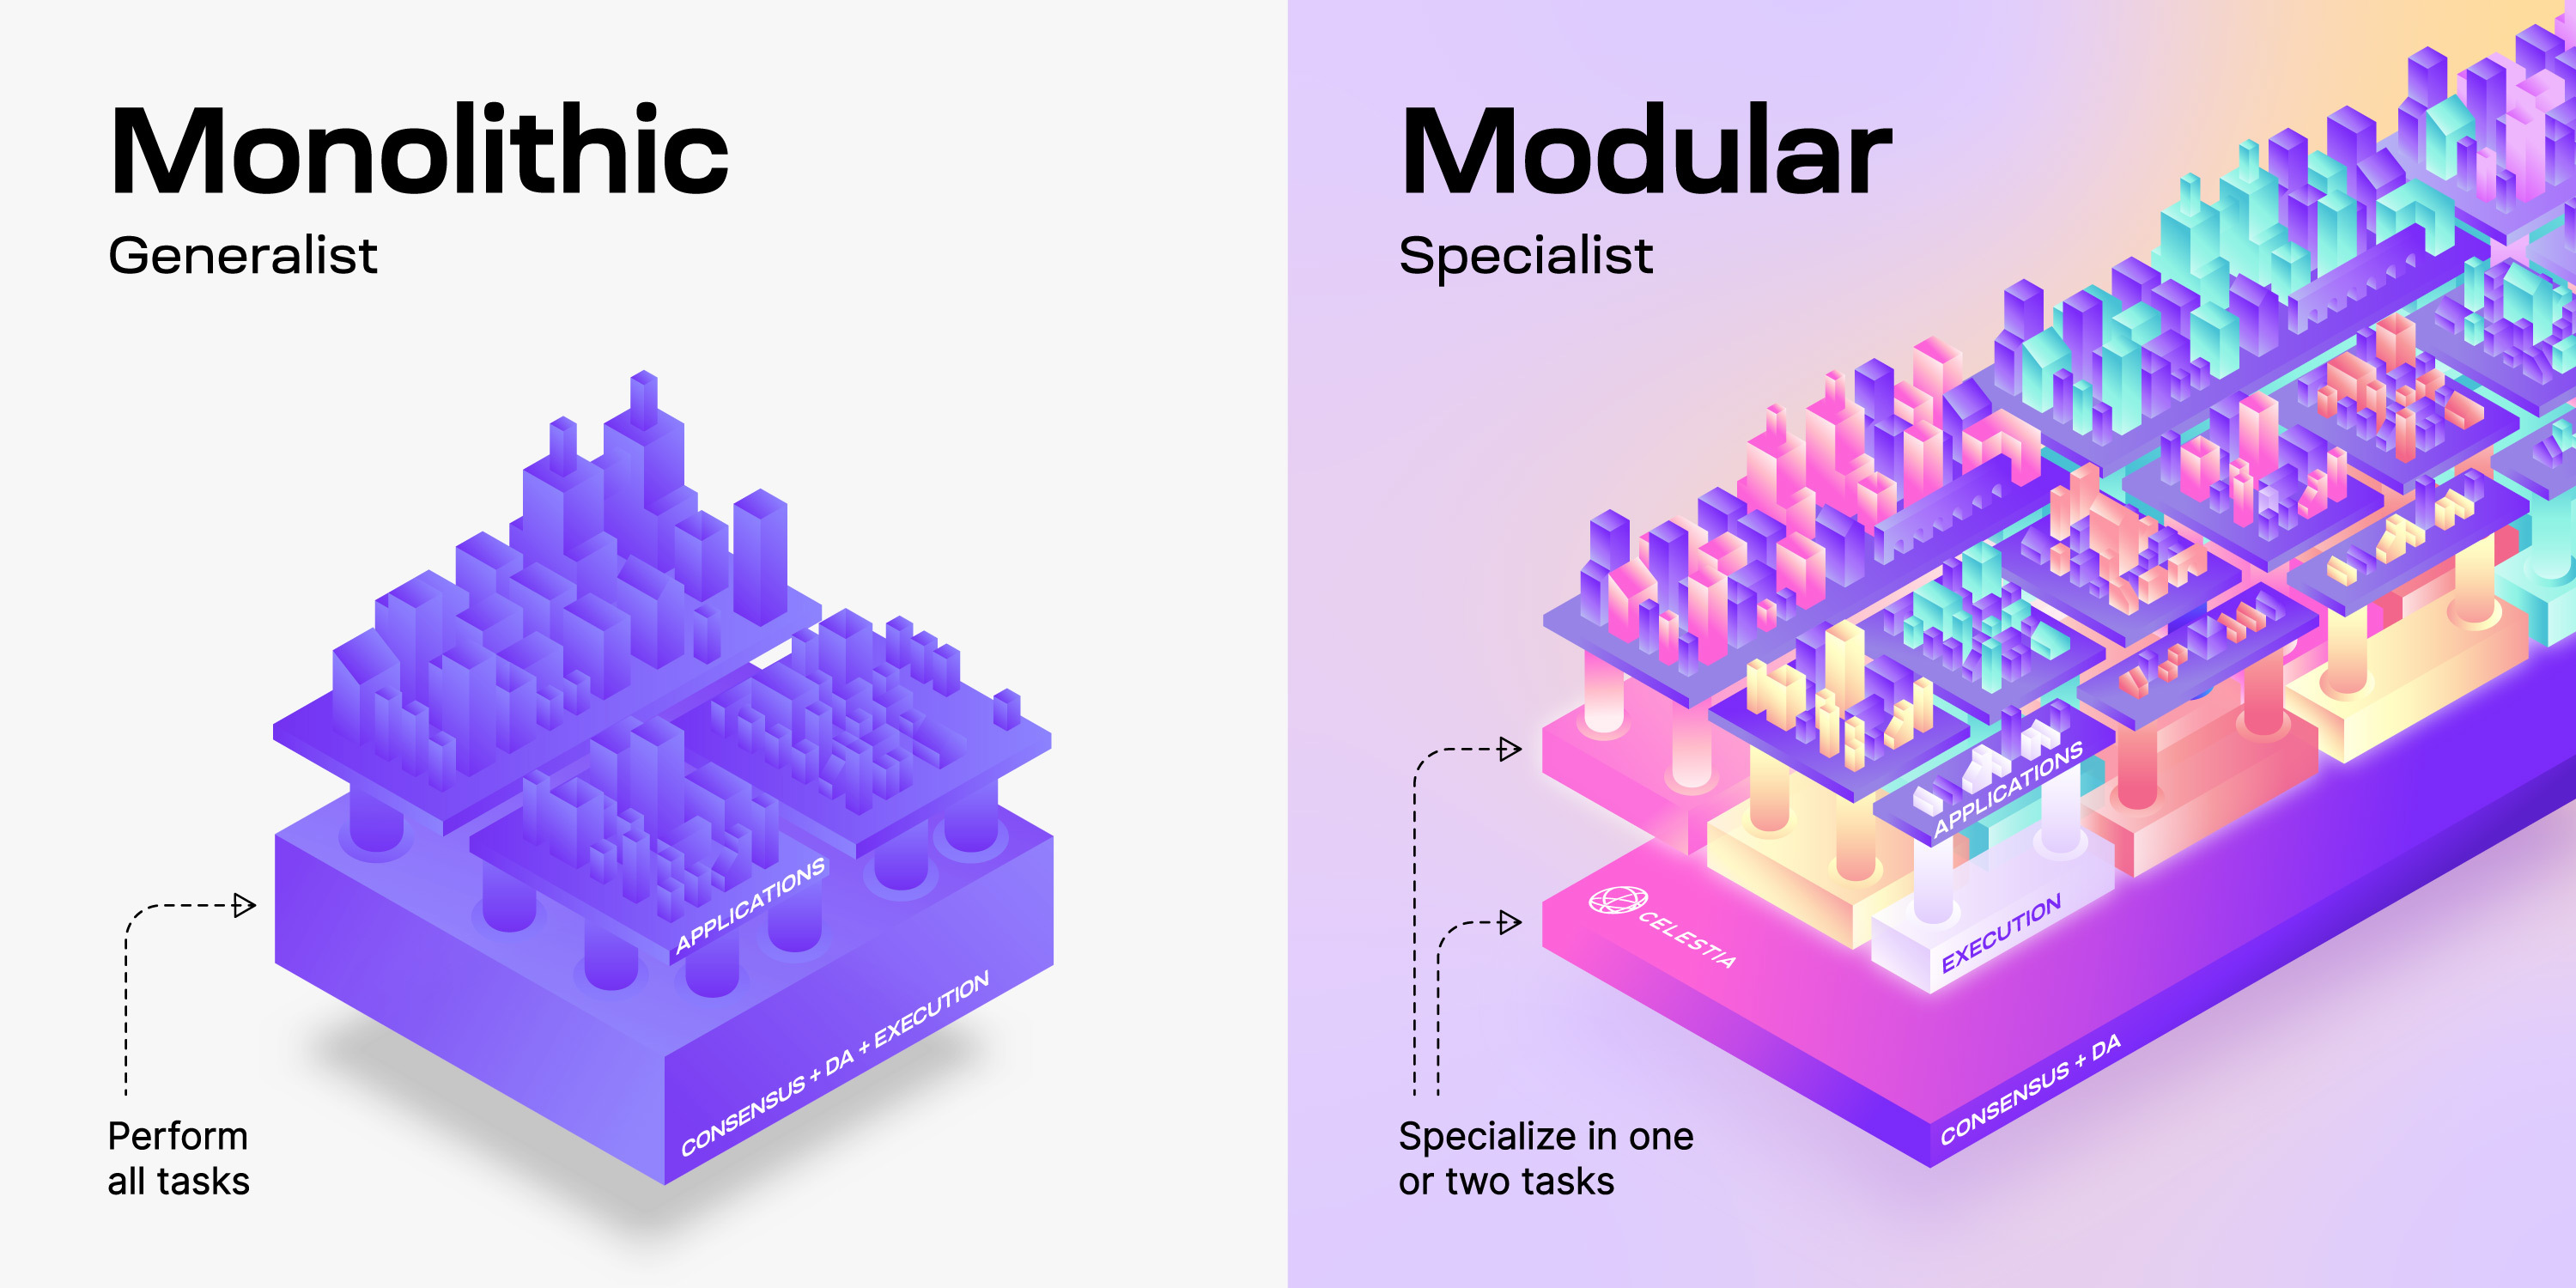 Monolithic
Generalist
APPLICATIONS
CONSENSUS + DA + EXECUTION
Perform
all tasks
Modular
Specialist
APPLICATIONS
EXECUTION
CELESTIA
CONSENSUS + DA
Specialize in one
or two tasks